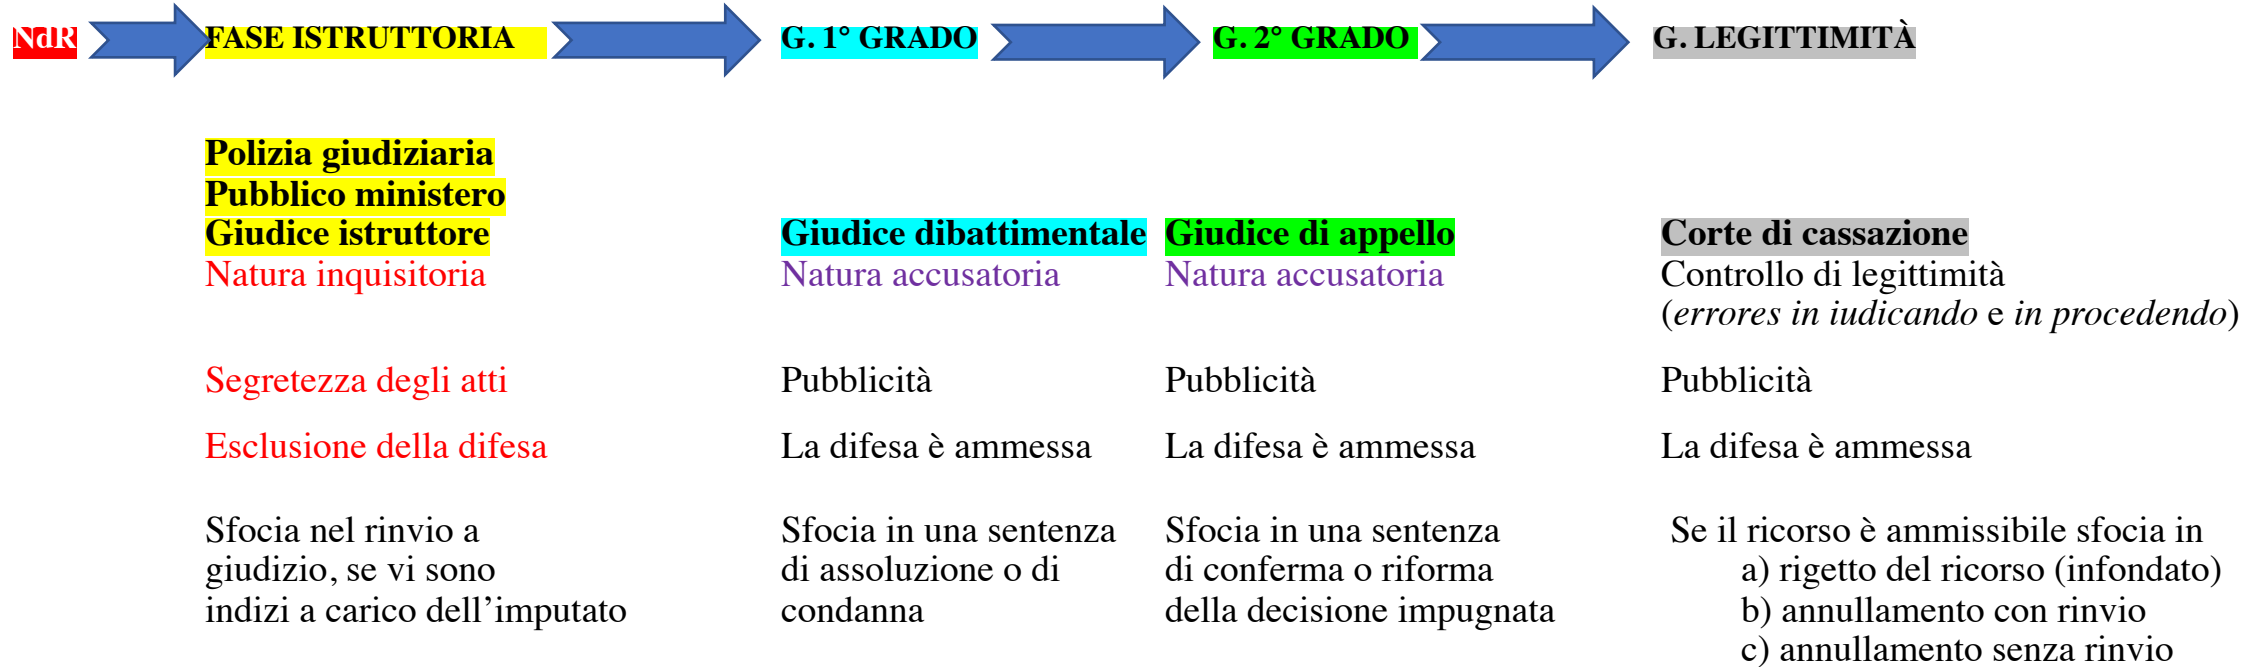 NdR FASE ISTRUTTORIA G. 1° GRADO G. 2° GRADO G. LEGITTIMITÀ
Polizia giudiziaria
Pubblico ministero
Giudice istruttore Giudice dibattimentale Giudice di appello Corte di cassazione
Natura inquisitoria Natura accusatoria Natura accusatoria Controllo di legittimità
(errores in iudicando e in procedendo)
Segretezza degli atti Pubblicità Pubblicità Pubblicità
Esclusione della difesa La difesa è ammessa La difesa è ammessa La difesa è ammessa
Sfocia nel rinvio a Sfocia in una sentenza Sfocia in una sentenza Se il ricorso è ammissibile sfocia in
giudizio, se vi sono di assoluzione o di di conferma o riforma a) rigetto del ricorso (infondato)
indizi a carico dell’imputato condanna della decisione impugnata b) annullamento con rinvio
c) annullamento senza rinvio